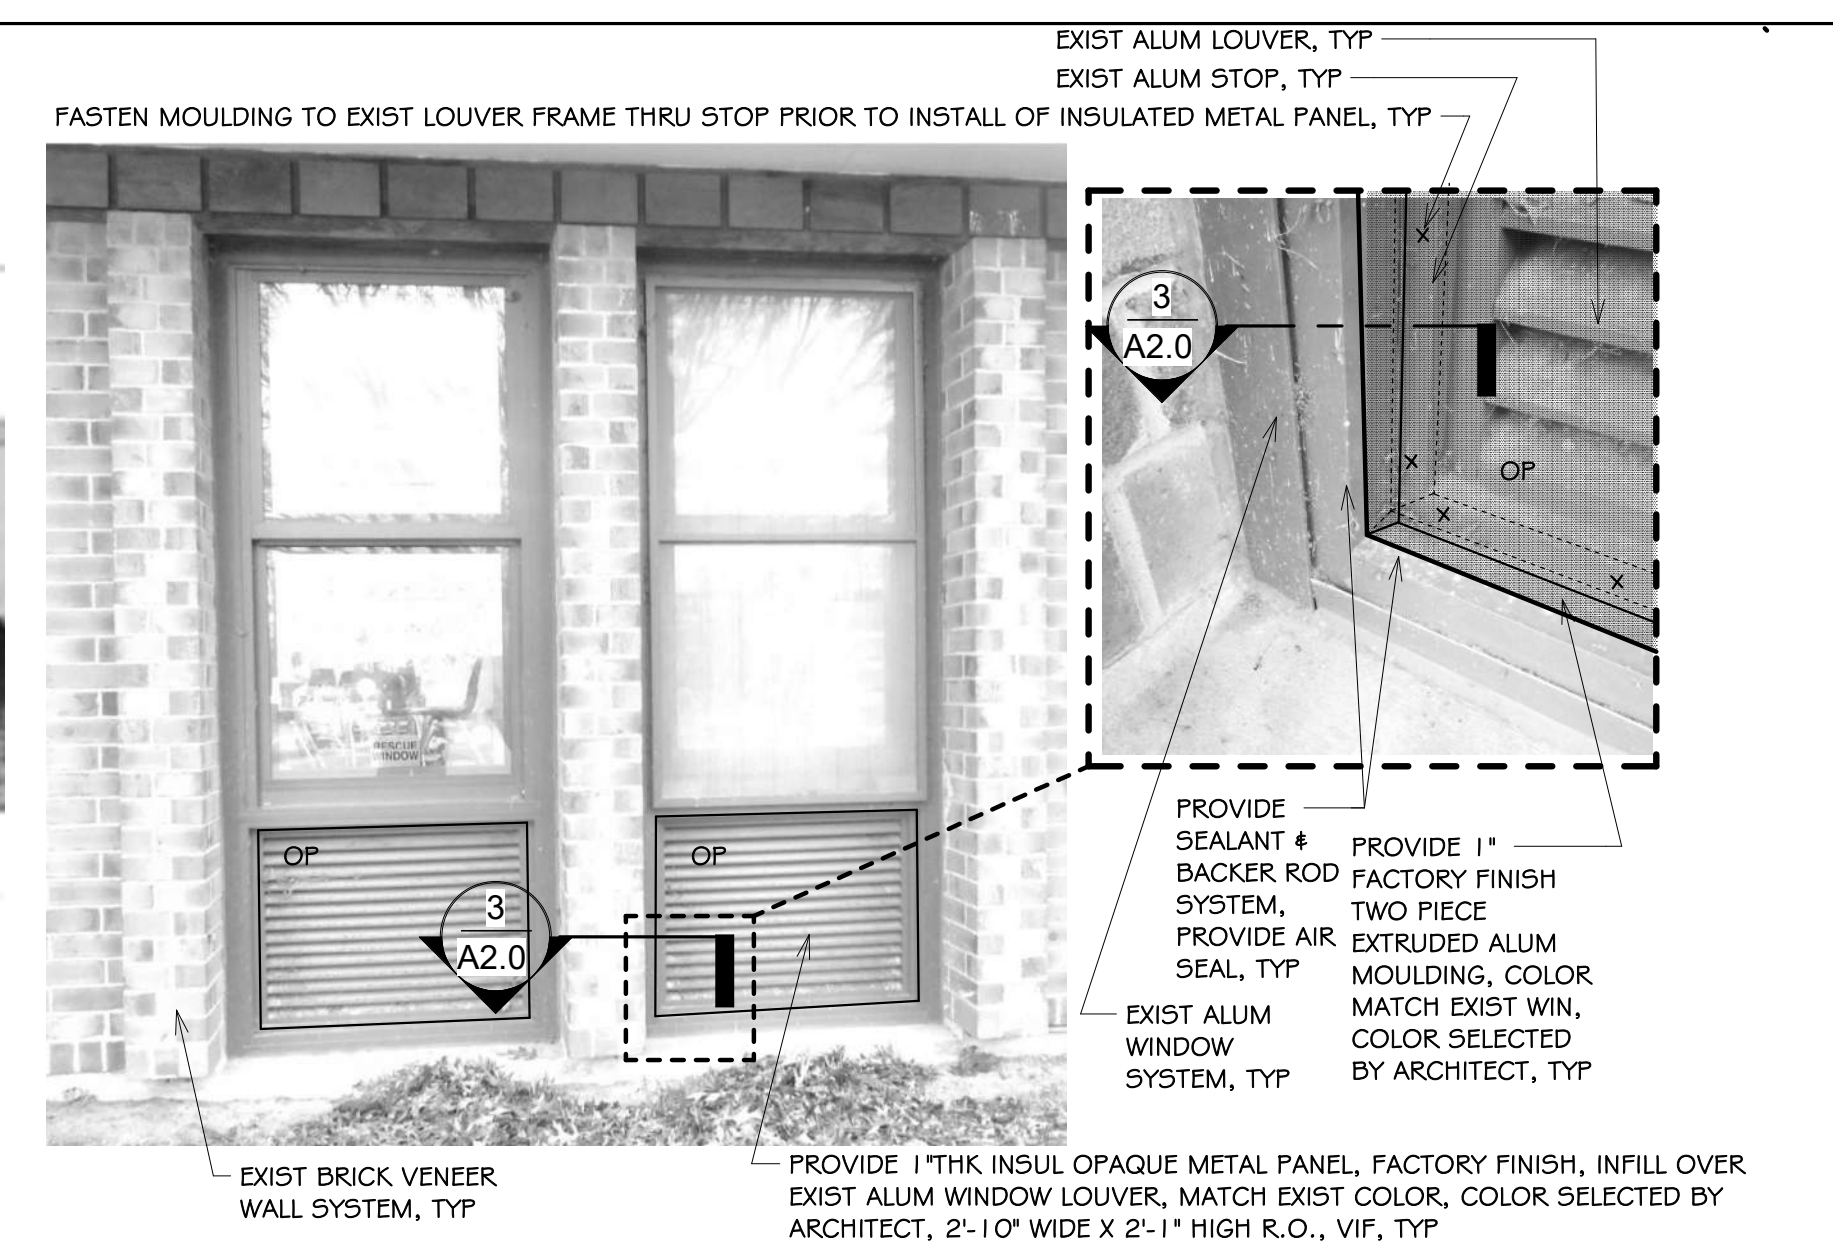 EXIST ALUM LOUVER, TYP
EXIST ALUM STOP, TYP
FASTEN MOULDING TO EXIST LOUVER FRAME THRU STOP PRIOR TO INSTALL OF INSULATED METAL PANEL, TYP
3
A2.0
OP
RESCUE
WINDOW
OP
OP
3
A2.0
PROVIDE
SEALANT &
BACKER ROD
SYSTEM,
PROVIDE AIR
SEAL, TYP
PROVIDE 1"
FACTORY FINISH
TWO PIECE
EXTRUDED ALUM
MOULDING, COLOR
MATCH EXIST WIN,
COLOR SELECTED
BY ARCHITECT, TYP
EXIST ALUM
WINDOW
SYSTEM, TYP
EXIST BRICK VENEER
WALL SYSTEM, TYP
PROVIDE 1"THK INSUL OPAQUE METAL PANEL, FACTORY FINISH, INFILL OVER
EXIST ALUM WINDOW LOUVER, MATCH EXIST COLOR, COLOR SELECTED BY
ARCHITECT, 2'-10" WIDE X 2'-1" HIGH R.O., VIF, TYP